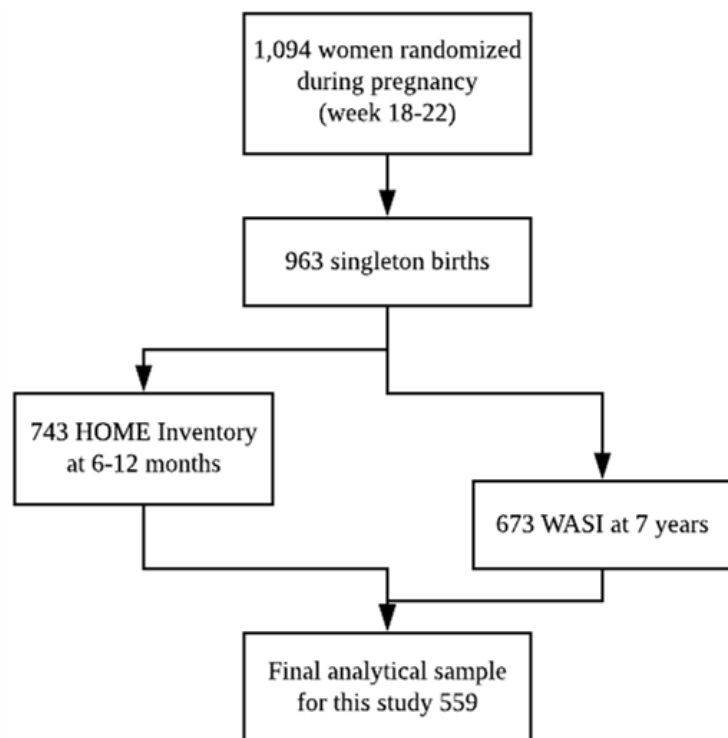 1,094 women randomized
during pregnancy
(week 18-22)
963 singleton births
743 HOME Inventory
at 6-12 months
673 WASI at 7 years
Final analytical sample
for this study 559